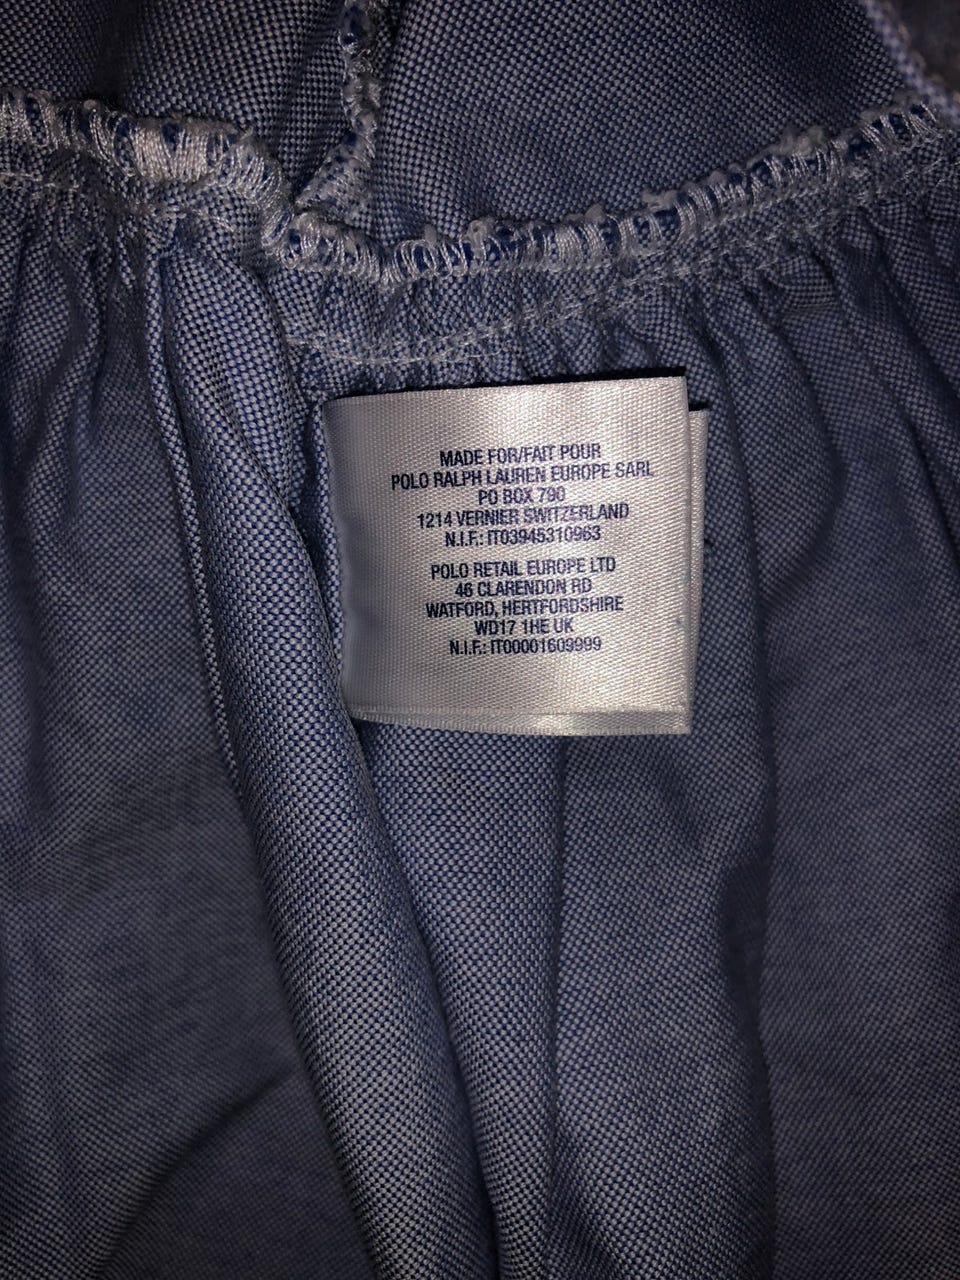 MADE FOR/FAIT POUR
POLO RALPH LAUREN EUROPE SARL
PO BOX 790
1214 VERNIER SWITZERLAND
N.I.F.: IT03945310963
POLO RETAIL EUROPE LTD
46 CLARENDON RD
WATFORD, HERTFORDSHIRE
WD17 1HE UK
N.I.F.: IT00001609999